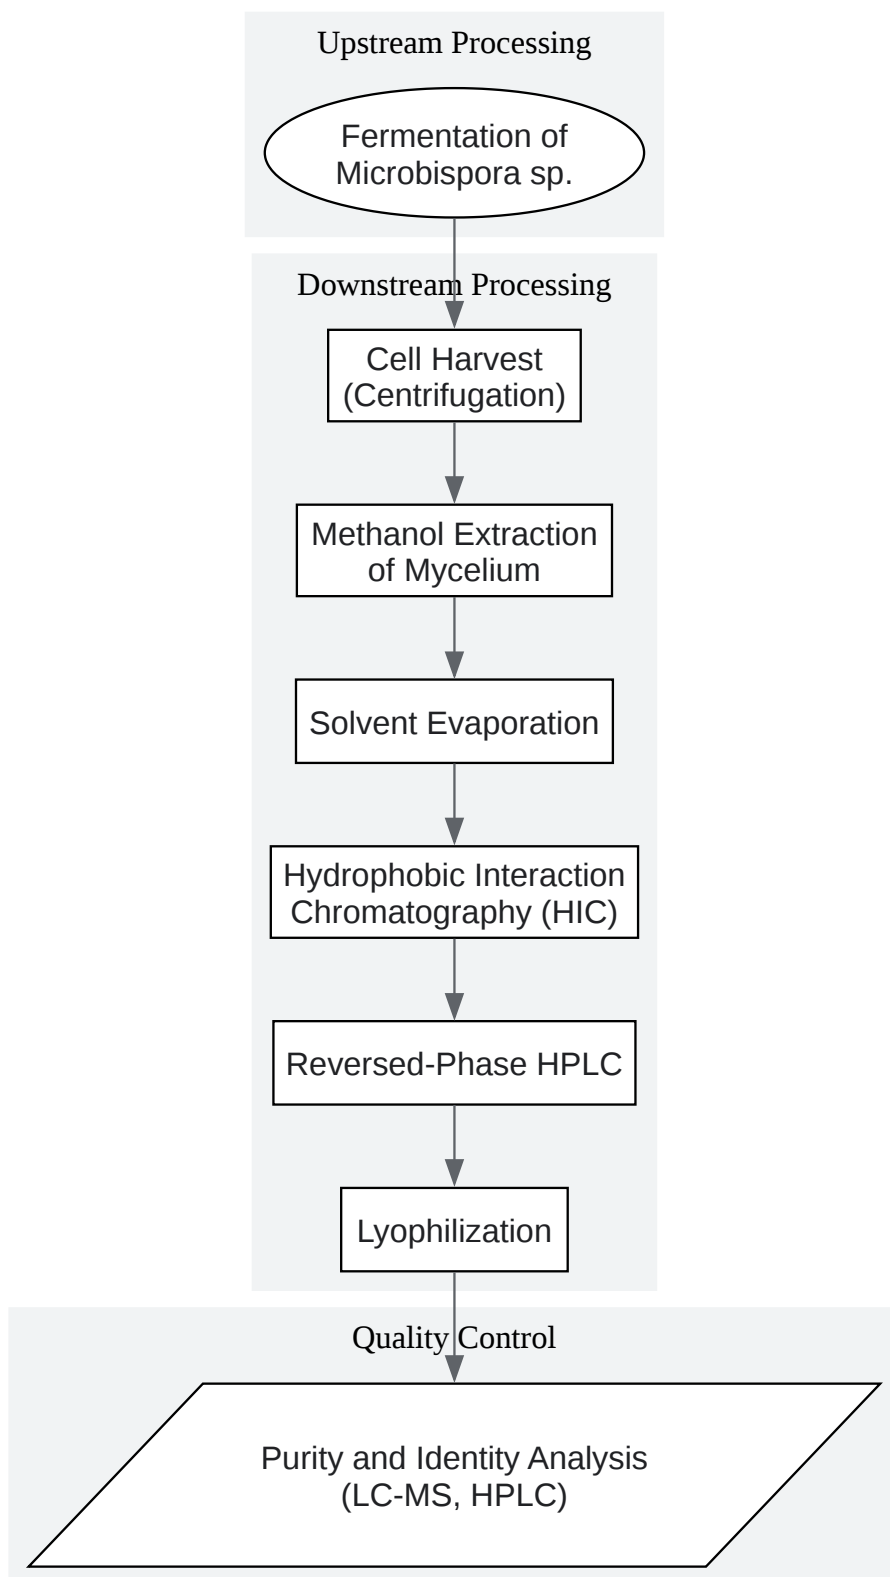 Upstream Processing
Fermentation of
Microbispora sp.
Downstream Processing
Cell Harvest
(Centrifugation)
Methanol Extraction
of Mycelium
Solvent Evaporation
Hydrophobic Interaction
Chromatography (HIC)
Reversed-Phase HPLC
Lyophilization
Quality Control
Purity and Identity Analysis
(LC-MS, HPLC)